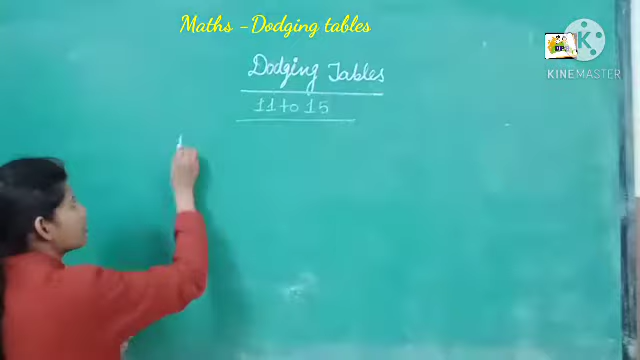 Maths - Dodging tables
Dodging Tables
11 to 15
K
KINEMASTER